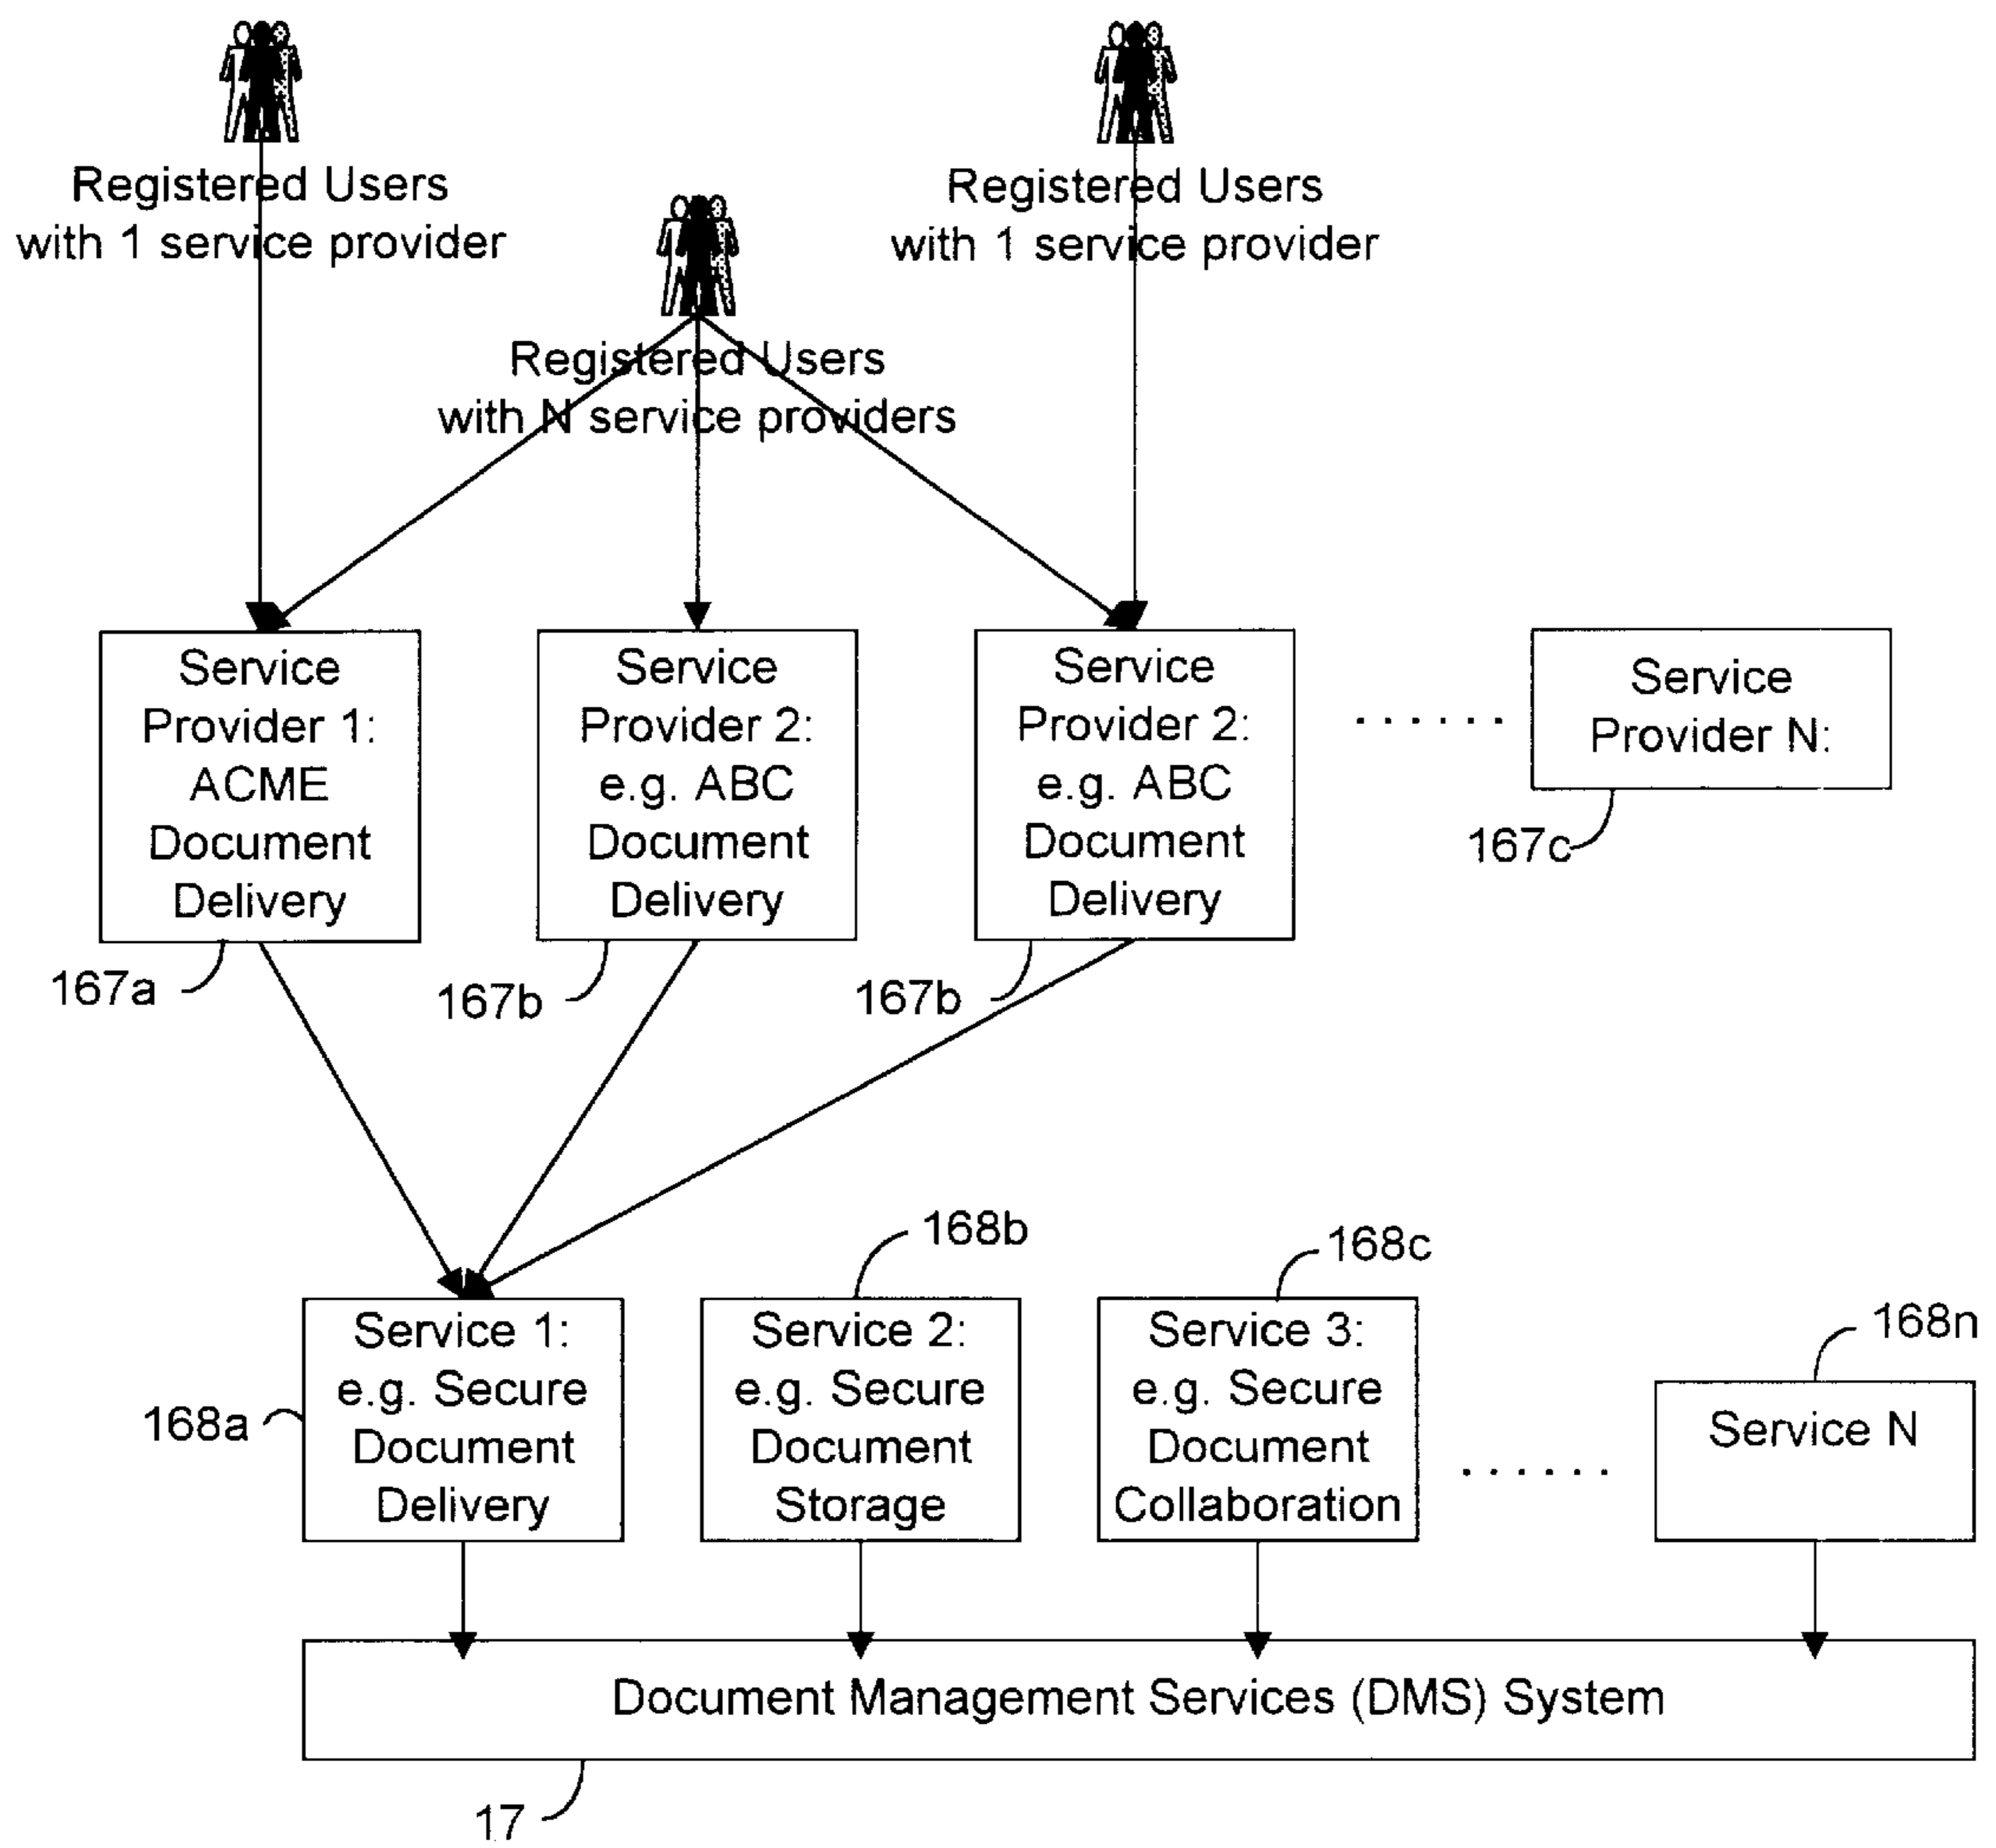 Registered Users
with 1 service provider
Registered Users
with 1 service provider
Registered Users
with N service providers
Service
Provider 1:
ACME
Document
Delivery
Service
Provider 2:
e.g. ABC
Document
Delivery
Service
Provider 2:
e.g. ABC
Document
Delivery
. . . . . .
Service
Provider N:
167a
167b
167b
167c
168b
168c
168n
168a
Service 1:
e.g. Secure
Document
Delivery
Service 2:
e.g. Secure
Document
Storage
Service 3:
e.g. Secure
Document
Collaboration
. . . . . .
Service N
Document Management Services (DMS) System
17